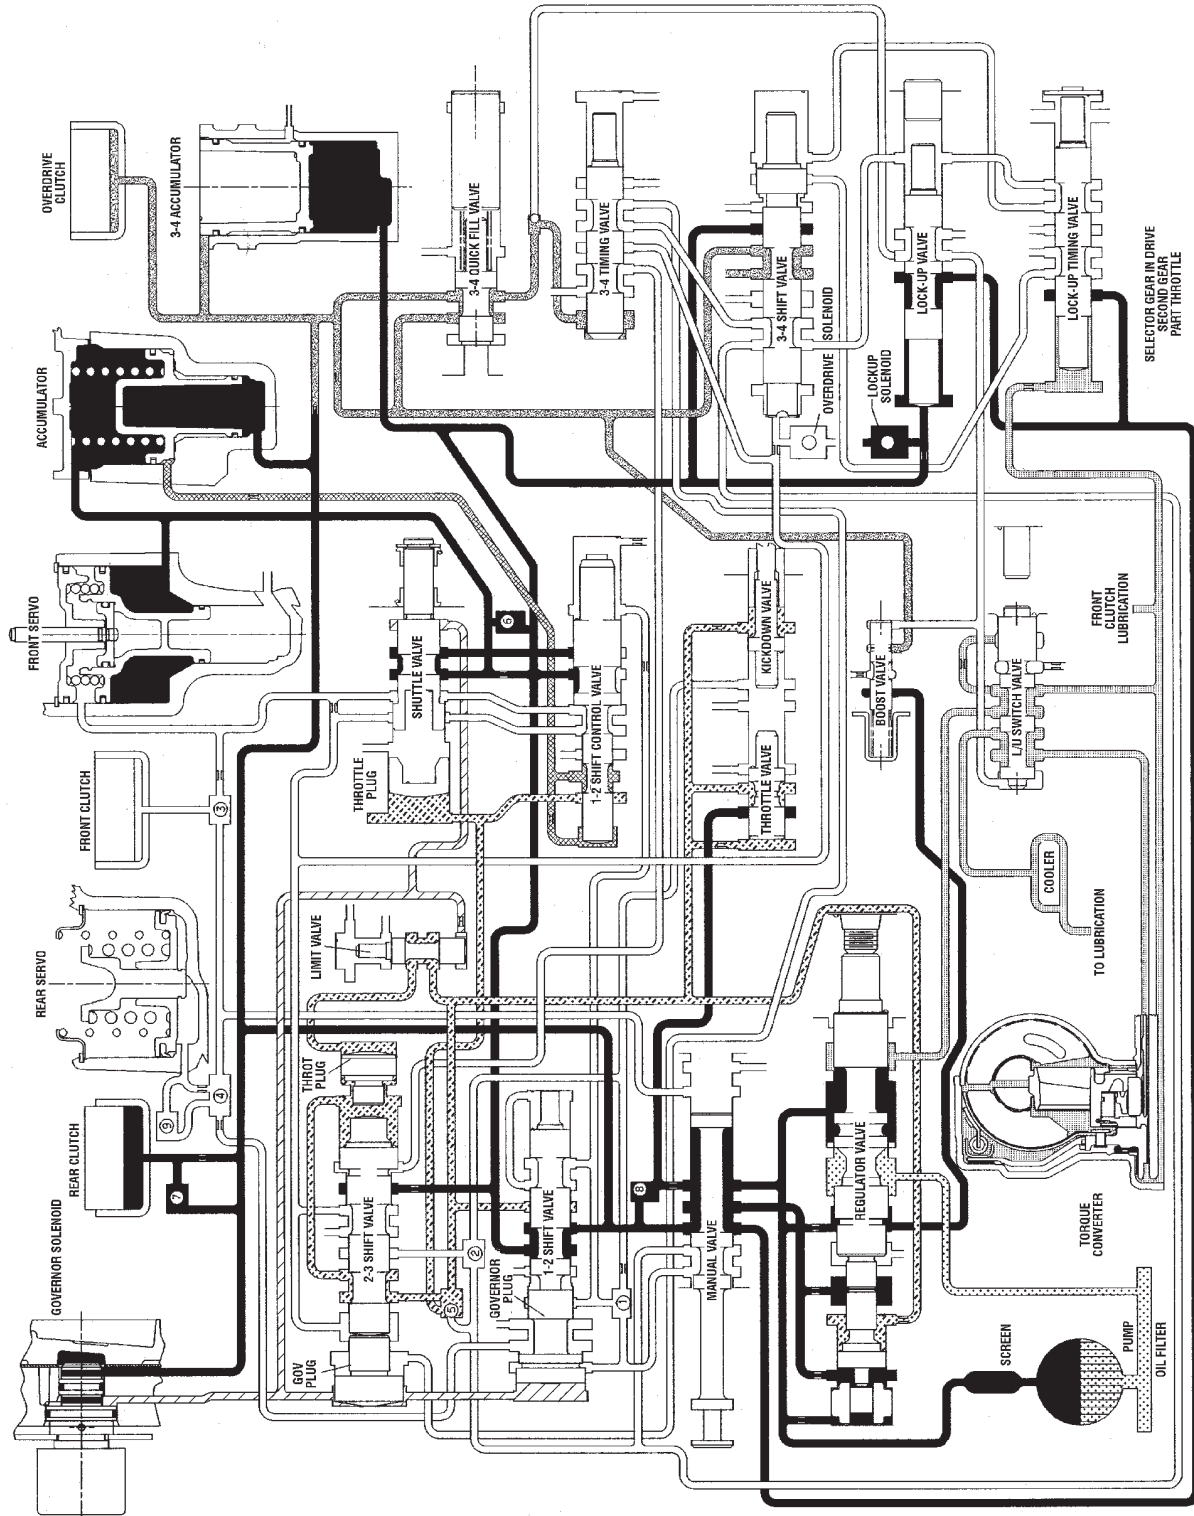 OVERDRIVE
CLUTCH
3-4 ACCUMULATOR
3-4 QUICK FILL VALVE
3-4 TIMING VALVE
3-4 SHIFT VALVE
LOCK-UP VALVE
LOCK-UP TIMING VALVE
SELECTOR GEAR IN DRIVE
SECOND GEAR
PART THROTTLE
ACCUMULATOR
OVERDRIVE SOLENOID
LOCKUP
SOLENOID
FRONT SERVO
SHUTTLE VALVE
6
1-2 SHIFT CONTROL VALVE
KICKDOWN VALVE
BOOST VALVE
L/U SWITCH VALVE
FRONT
CLUTCH
LUBRICATION
FRONT CLUTCH
3
THROTTLE
PLUG
THROTTLE VALVE
COOLER
TO LUBRICATION
REAR SERVO
LIMIT VALVE
REAR CLUTCH
9
4
7
THROT
PLUG
2-3 SHIFT VALVE
2
5
1-2 SHIFT VALVE
8
1
MANUAL VALVE
REGULATOR VALVE
TORQUE
CONVERTER
GOVERNOR SOLENOID
GOV
PLUG
GOVERNOR
PLUG
SCREEN
PUMP
OIL FILTER